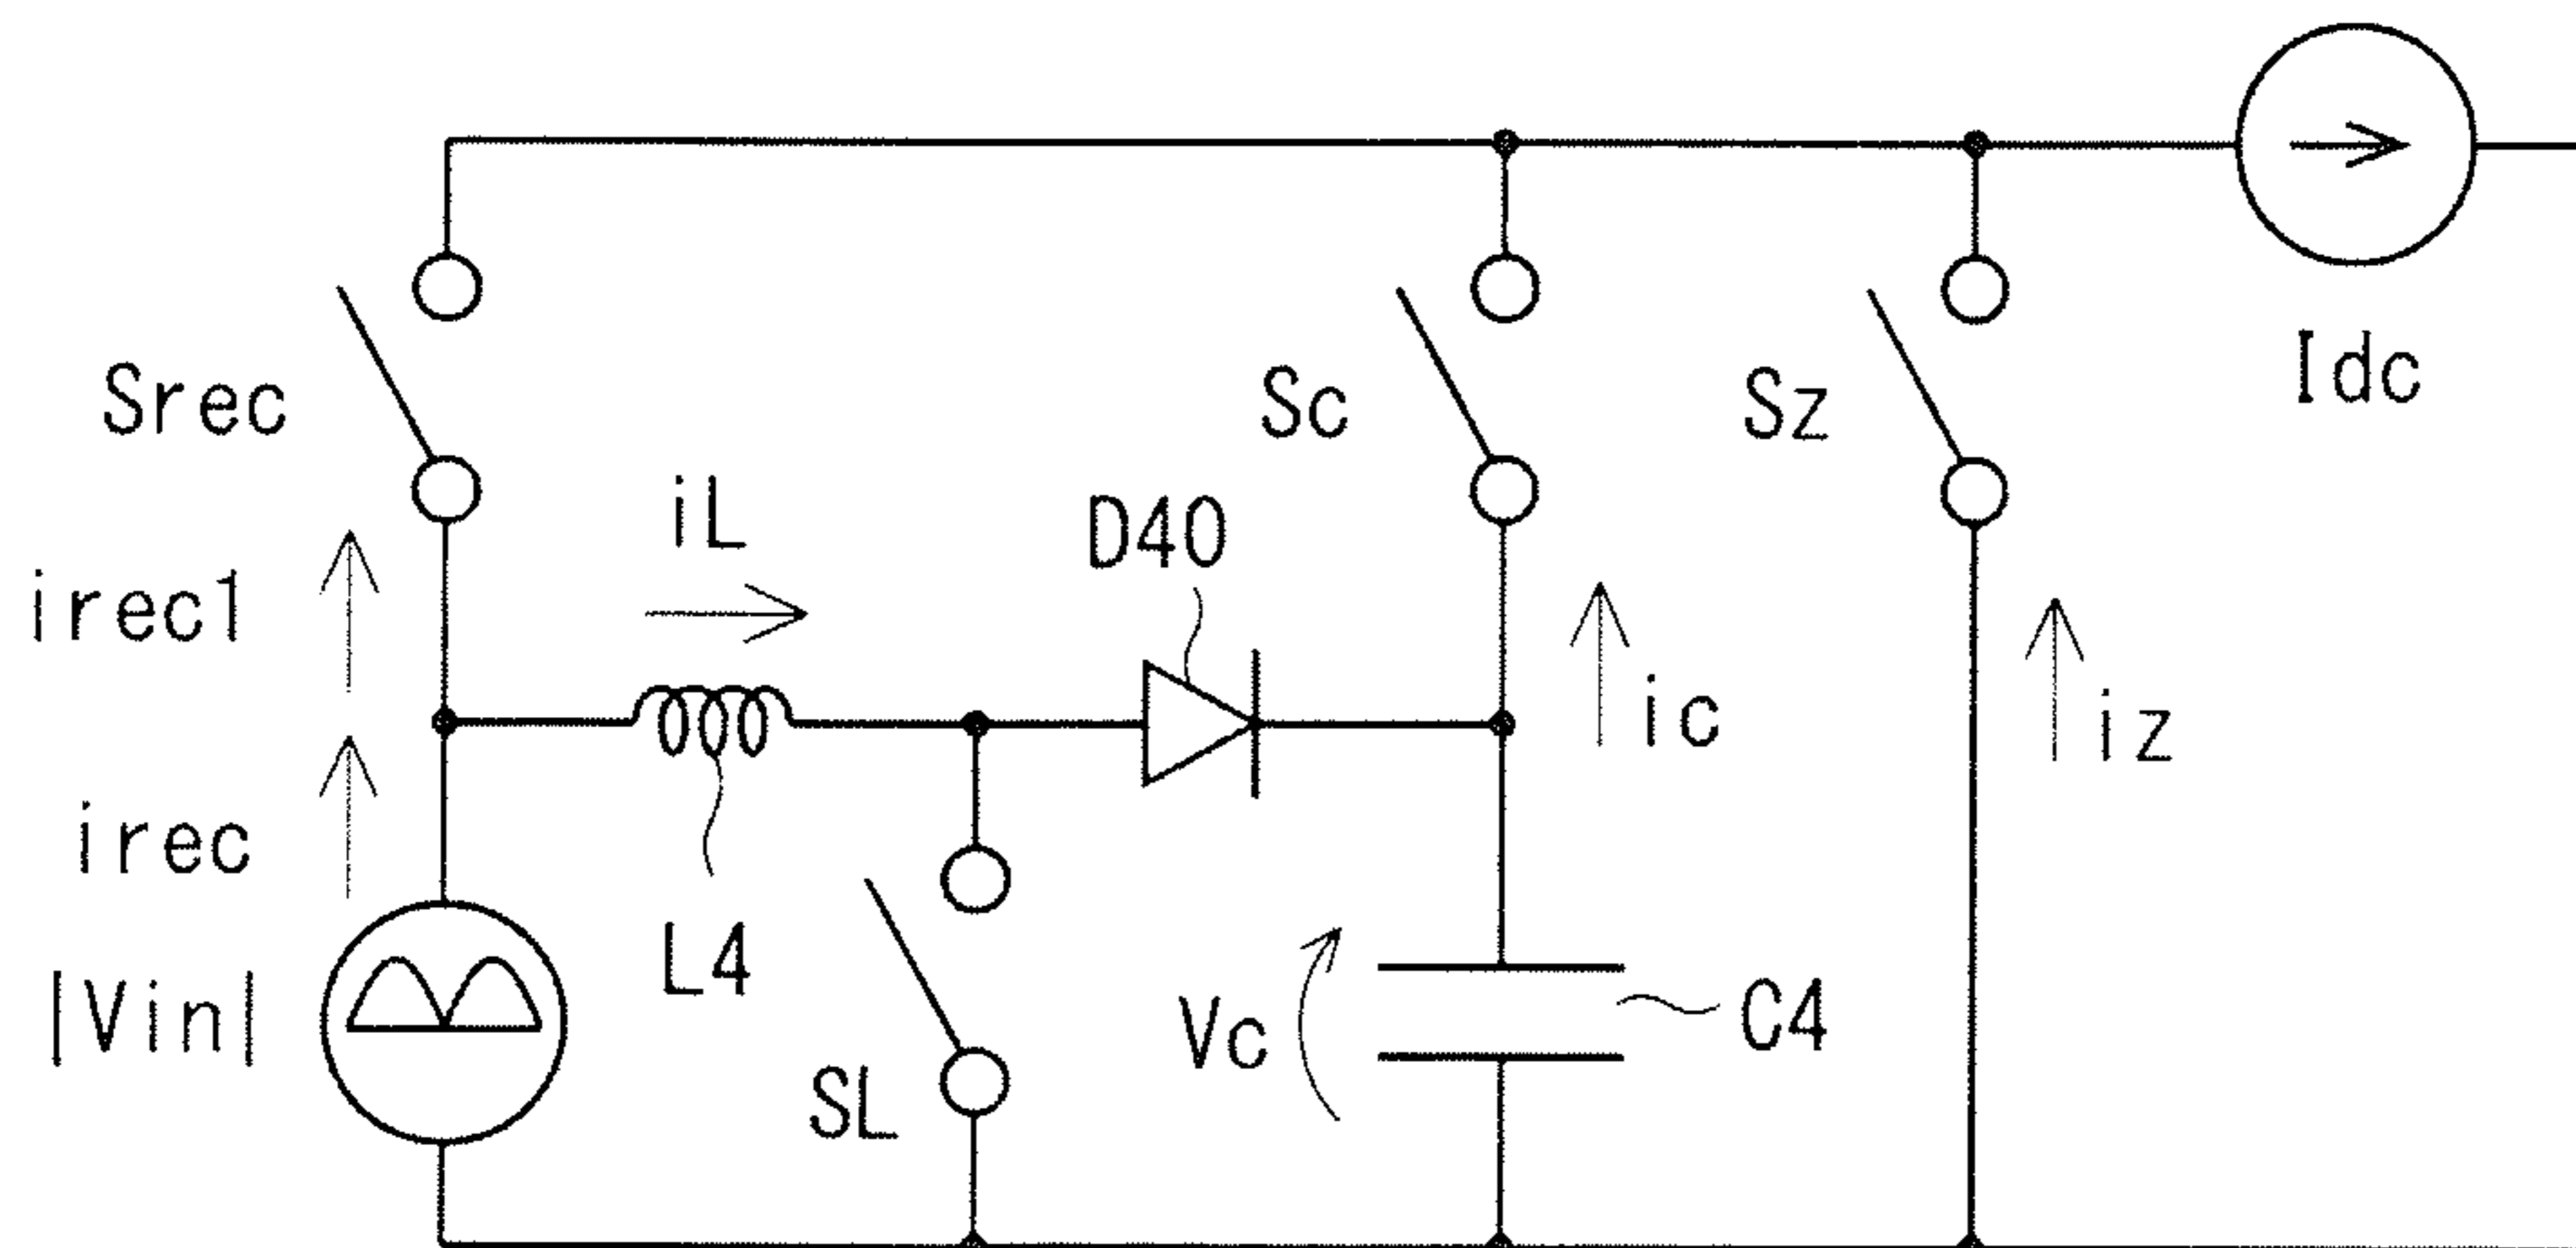 Idc
Srec
Sc
Sz
iL
D40
irec1
ic
iz
irec
L4
|Vin|
Vc
C4
SL